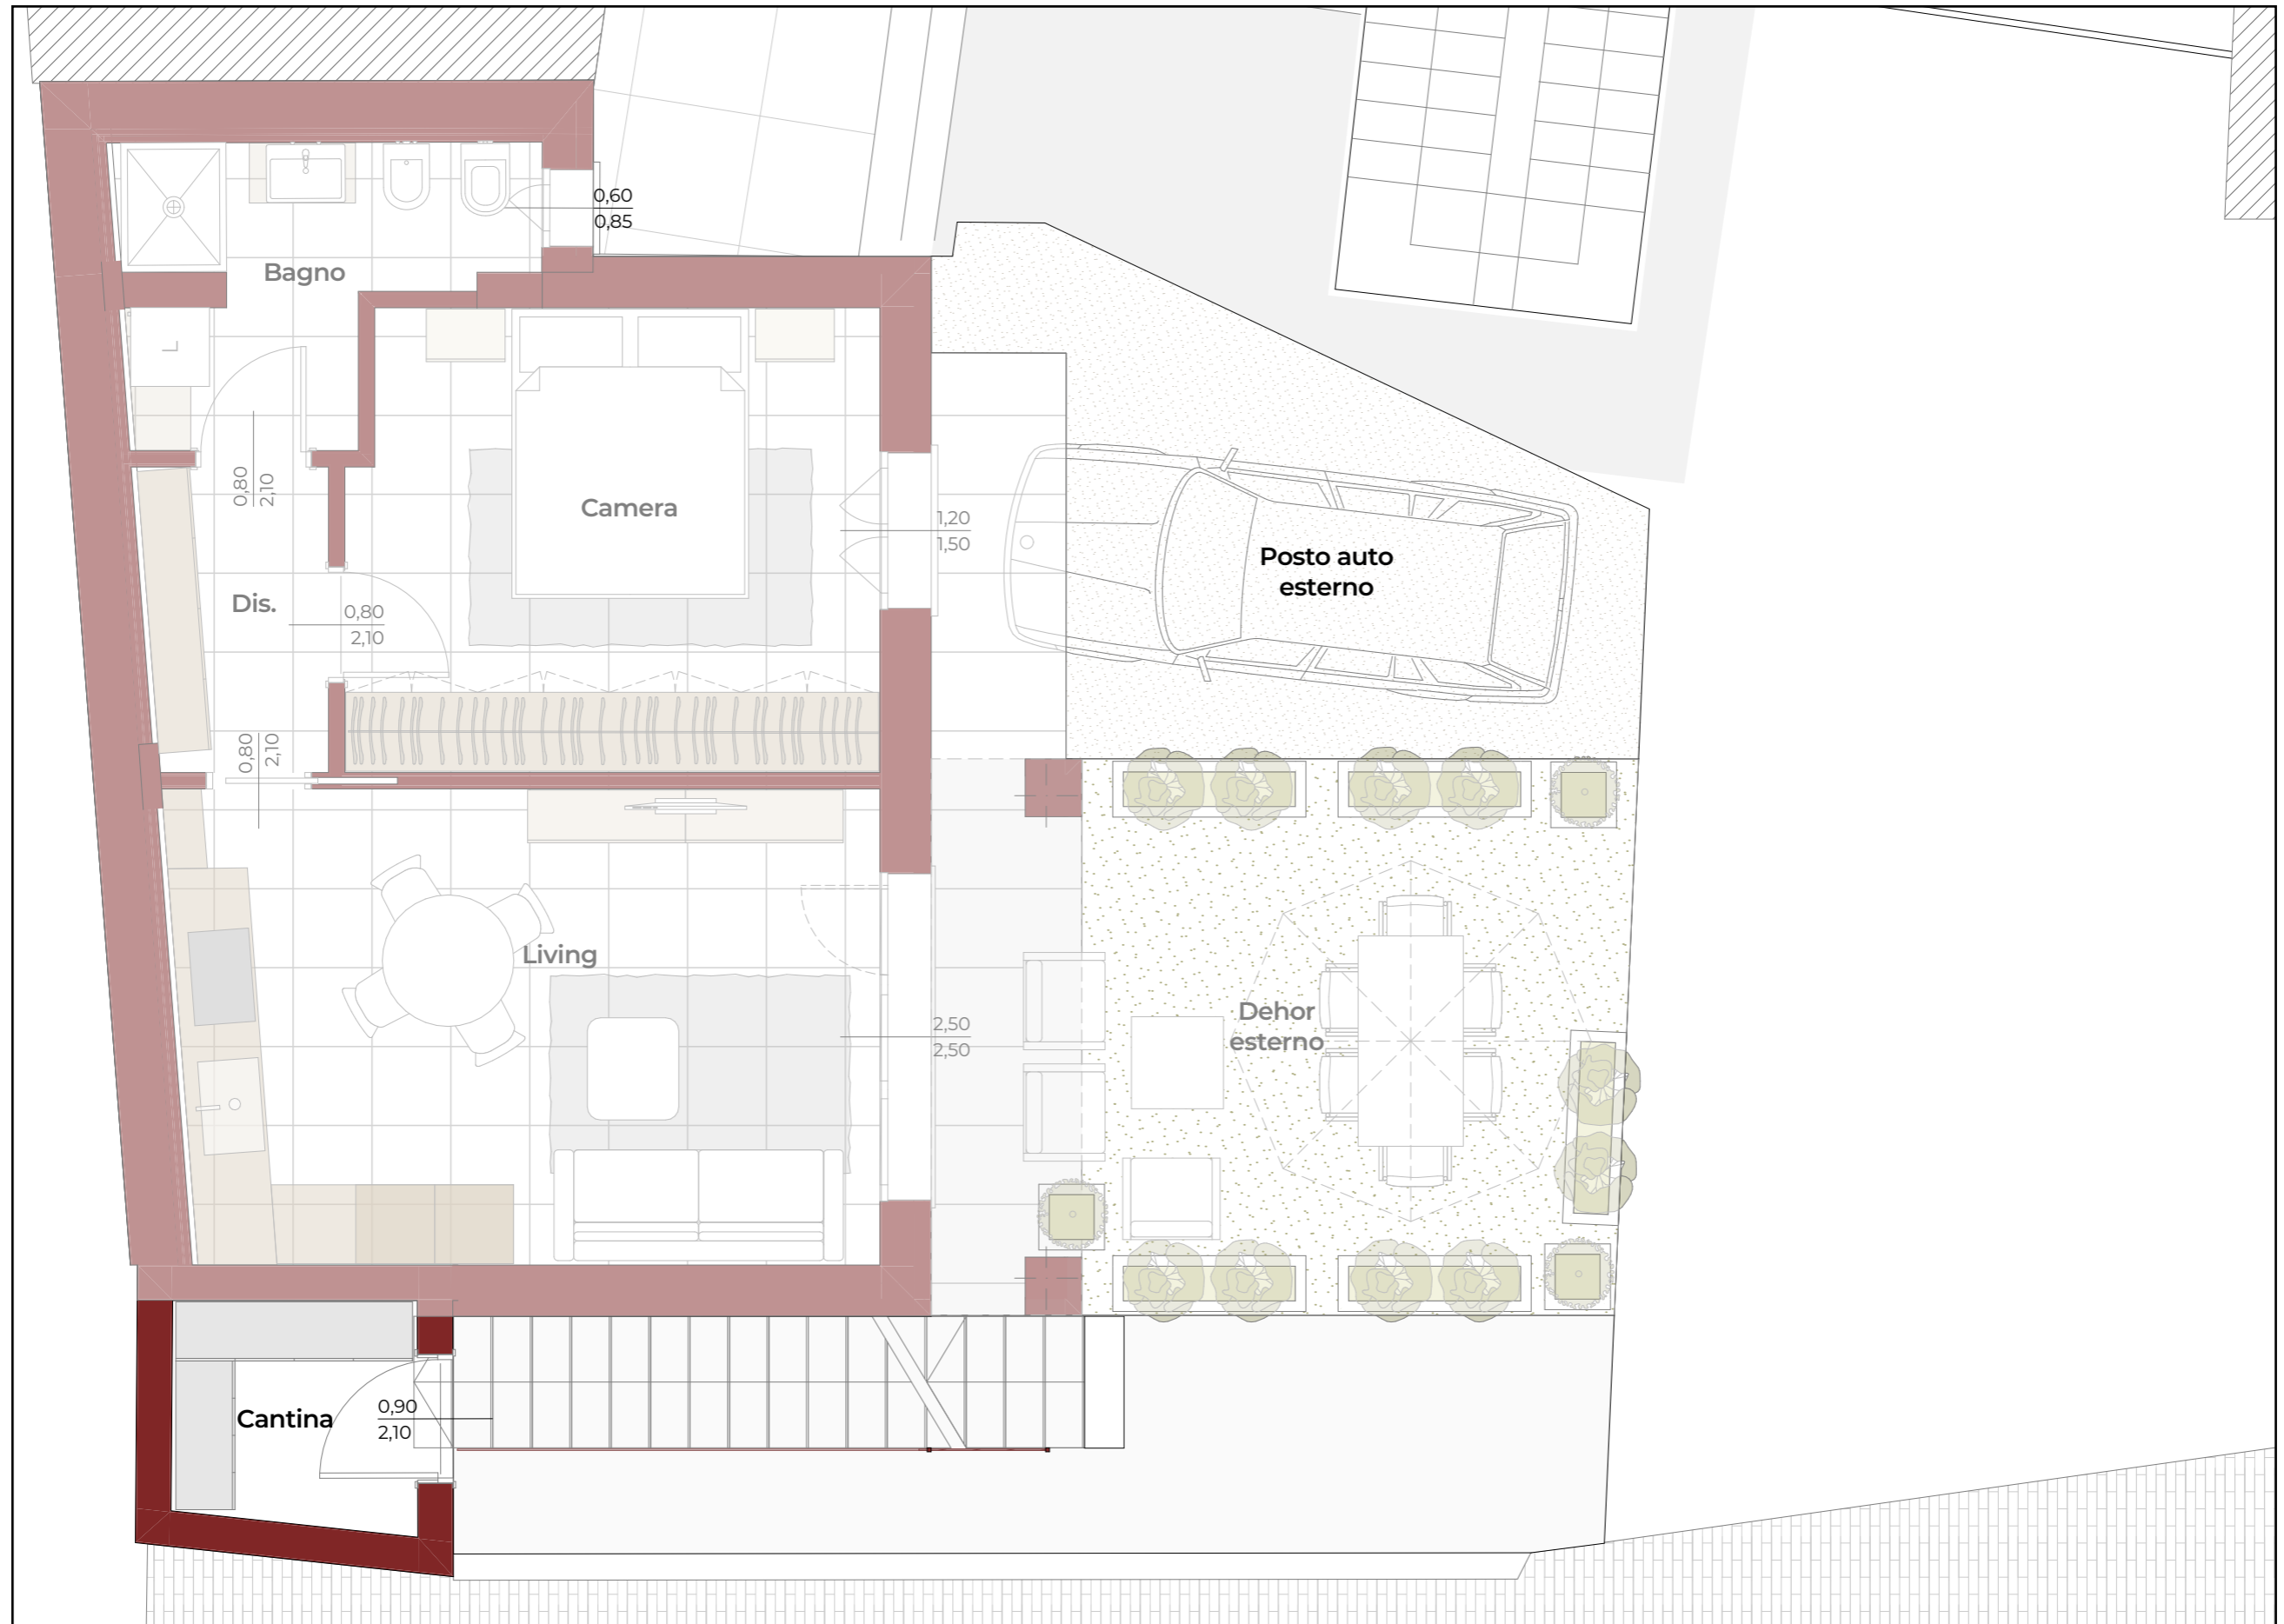 0,60
0,85
Bagno
L
0,80
2,10
Camera
1,20
1,50
Posto auto
esterno
Dis.
0,80
2,10
0,80
2,10
Living
2,50
2,50
Dehor
esterno
Cantina
0,90
2,10